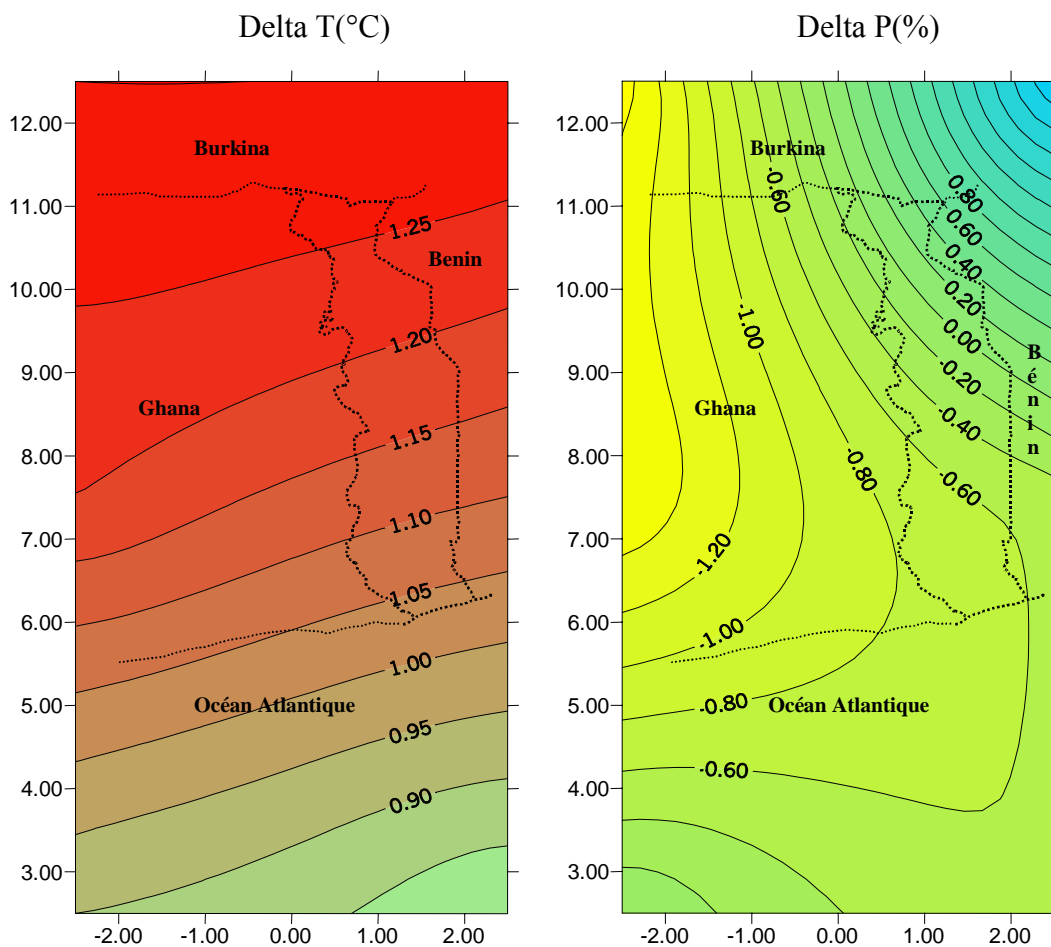 Delta T(°C)
Delta P(%)
12.00
11.00
10.00
9.00
8.00
7.00
6.00
5.00
4.00
3.00
-2.00 -1.00 0.00 1.00 2.00
Burkina
1.25
Benin
1.20
Ghana
1.15
1.10
1.05
1.00
Océan Atlantique
0.95
0.90
12.00
11.00
10.00
9.00
8.00
7.00
6.00
5.00
4.00
3.00
-2.00 -1.00 0.00 1.00 2.00
Burkina
-0.60
0.80
0.60
0.40
0.20
-1.00
0.00
-0.20
B
é
n
i
n
Ghana
-0.40
-0.80
-0.60
-1.20
-1.00
-0.80
Océan Atlantique
-0.60